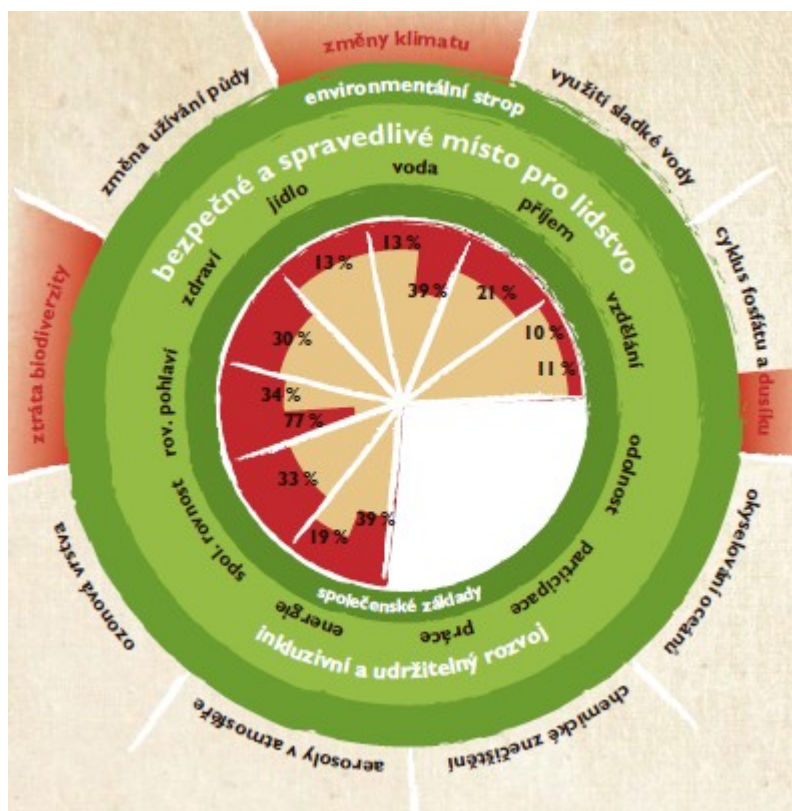 změny klimatu
využití sladké vody
cyklus fosfátu a dusíku
okyselování oceánů
chemické znečištění
aerosoly v atmosféře
ozonová vrstva
ztráta biodiverzity
změna užívání půdy
environmentální strop
bezpečné a spravedlivé místo pro lidstvo
voda
příjem
vzdělání
odolnost
participace
práce
energie
spol. rovnost
rov. pohlaví
zdraví
jídlo
13 %
39 %
21 %
10 %
11 %
39 %
19 %
33 %
77 %
34 %
30 %
13 %
společenské základy
inkluzivní a udržitelný rozvoj